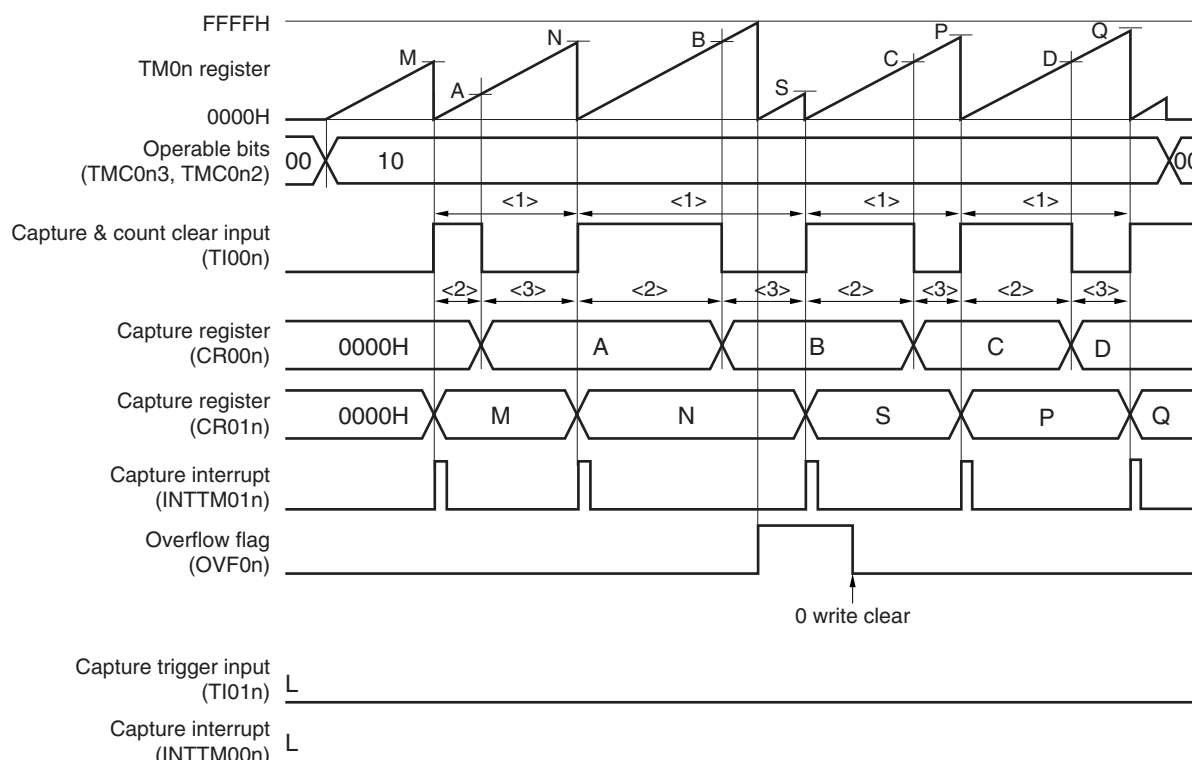 FFFFH
TM0n register
0000H
M
A
N
B
S
C
P
D
Q
Operable bits
(TMC0n3, TMC0n2)
00
10
00
<1>
<1>
<1>
<1>
Capture & count clear input
(TI00n)
<2>
<3>
<2>
<3>
<2>
<3>
<2>
<3>
Capture register
(CR00n)
0000H
A
B
C
D
Capture register
(CR01n)
0000H
M
N
S
P
Q
Capture interrupt
(INTTM01n)
Overflow flag
(OVF0n)
0 write clear
Capture trigger input
(TI01n)
L
Capture interrupt
(INTTM00n)
L